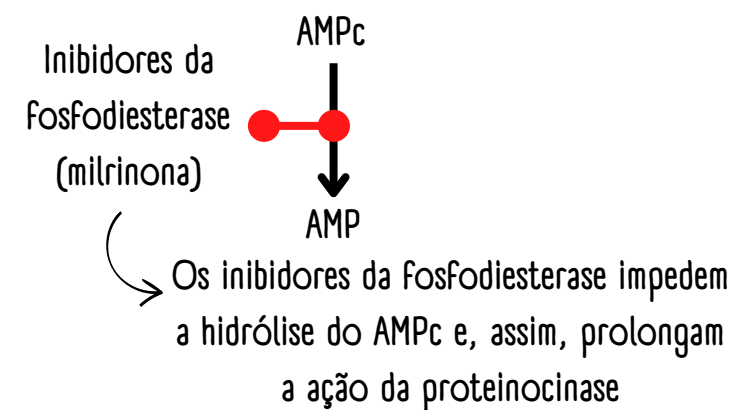 AMPc
Inibidores da
fosfodiesterase
(milrinona)
AMP
Os inibidores da fosfodiesterase impedem
a hidrólise do AMPc e, assim, prolongam
a ação da proteinocinase